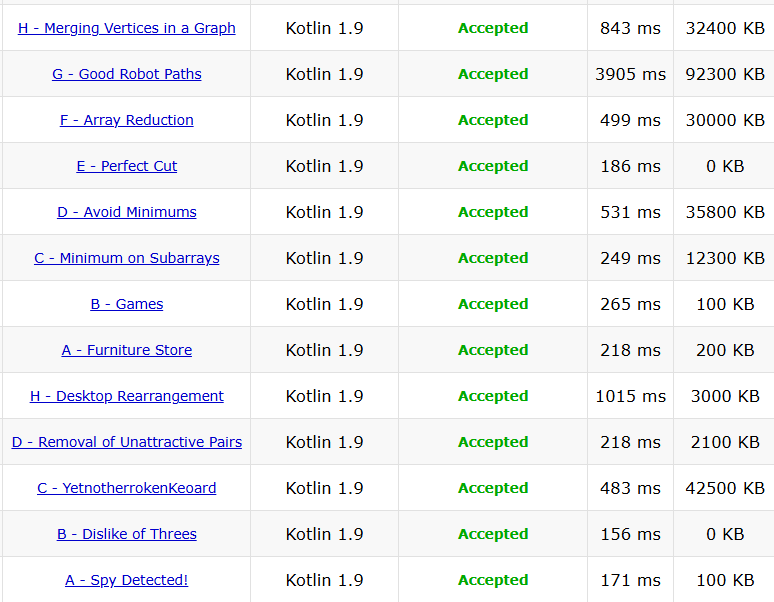 H - Merging Vertices in a Graph Kotlin 1.9 Accepted 843 ms 32400 KB
G - Good Robot Paths Kotlin 1.9 Accepted 3905 ms 92300 KB
F - Array Reduction Kotlin 1.9 Accepted 499 ms 30000 KB
E - Perfect Cut Kotlin 1.9 Accepted 186 ms 0 KB
D - Avoid Minimums Kotlin 1.9 Accepted 531 ms 35800 KB
C - Minimum on Subarrays Kotlin 1.9 Accepted 249 ms 12300 KB
B - Games Kotlin 1.9 Accepted 265 ms 100 KB
A - Furniture Store Kotlin 1.9 Accepted 218 ms 200 KB
H - Desktop Rearrangement Kotlin 1.9 Accepted 1015 ms 3000 KB
D - Removal of Unattractive Pairs Kotlin 1.9 Accepted 218 ms 2100 KB
C - YetnotherrokenKeoard Kotlin 1.9 Accepted 483 ms 42500 KB
B - Dislike of Threes Kotlin 1.9 Accepted 156 ms 0 KB
A - Spy Detected! Kotlin 1.9 Accepted 171 ms 100 KB